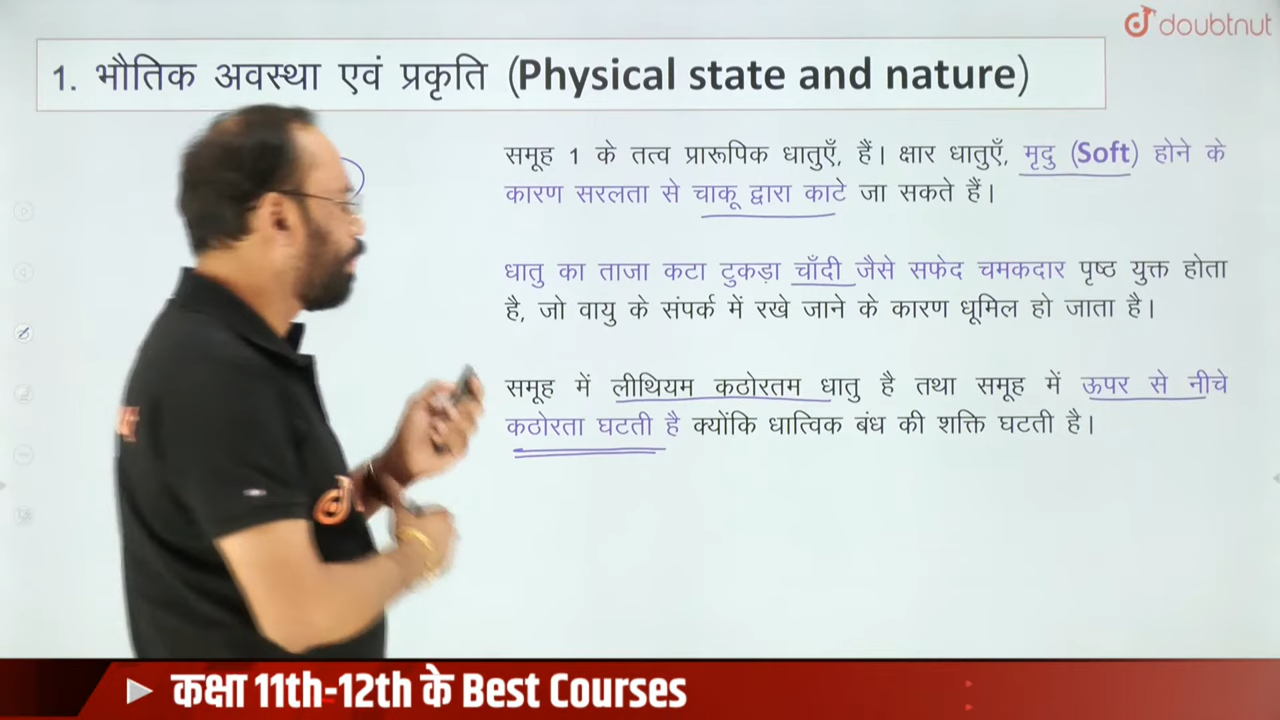 doubtnut
1. भौतिक अवस्था एवं प्रकृति (Physical state and nature)
समूह 1 के तत्व प्रारूपिक धातुएँ, हैं। क्षार धातुएँ, मृदु (Soft) होने के
कारण सरलता से चाकू द्वारा काटे जा सकते हैं।
धातु का ताजा कटा टुकड़ा चाँदी जैसे सफेद चमकदार पृष्ठ युक्त होता
है, जो वायु के संपर्क में रखे जाने के कारण धूमिल हो जाता है।
समूह में लीथियम कठोरतम धातु है तथा समूह में ऊपर से नीचे
कठोरता घटती है क्योंकि धात्विक बंध की शक्ति घटती है।
कक्षा 11th-12th के Best Courses